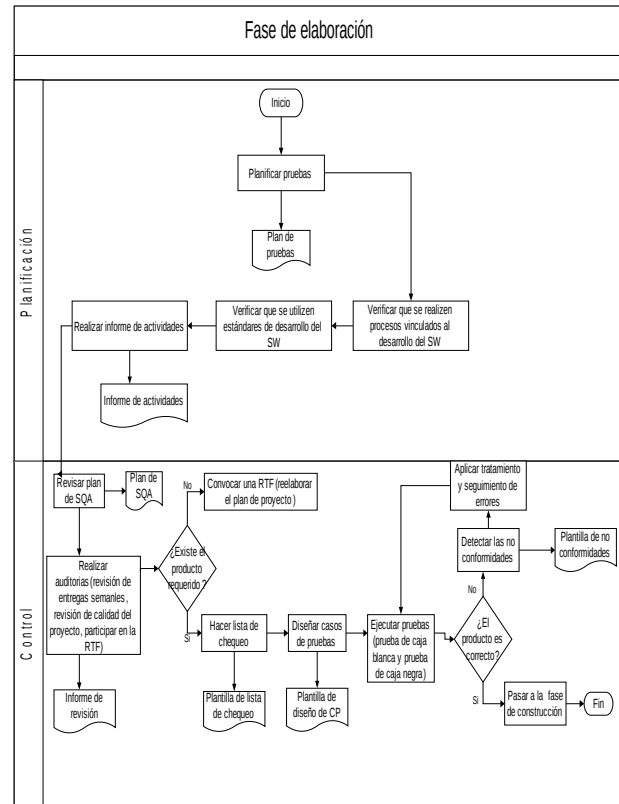 Fase de elaboración
Planificación
Inicio
Planificar pruebas
Plan de
pruebas
Realizar informe de actividades
Verificar que se utilizen
estándares de desarrollo del
SW
Verificar que se realizen
procesos vinculados al
desarrollo del SW
Informe de actividades
Control
Revisar plan
de SQA
Plan de
SQA
No
Convocar una RTF (reelaborar
el plan de proyecto )
Aplicar tratamiento
y seguimiento de
errores
¿Existe el
producto
requerido ?
Detectar las no
conformidades
Plantilla de no
conformidades
Realizar
auditorias(revisión de
entregas semanles ,
revisión de calidad del
proyecto, participar en la
RTF)
No
Si
Hacer lista de
chequeo
Diseñar casos
de pruebas
Ejecutar pruebas
(prueba de caja
blanca y prueba
de caja negra)
¿El
producto es
correcto?
Informe de
revisión
Plantilla de lista
de chequeo
Plantilla de
diseño de CP
Si
Pasar a la fase
de construcción
Fin